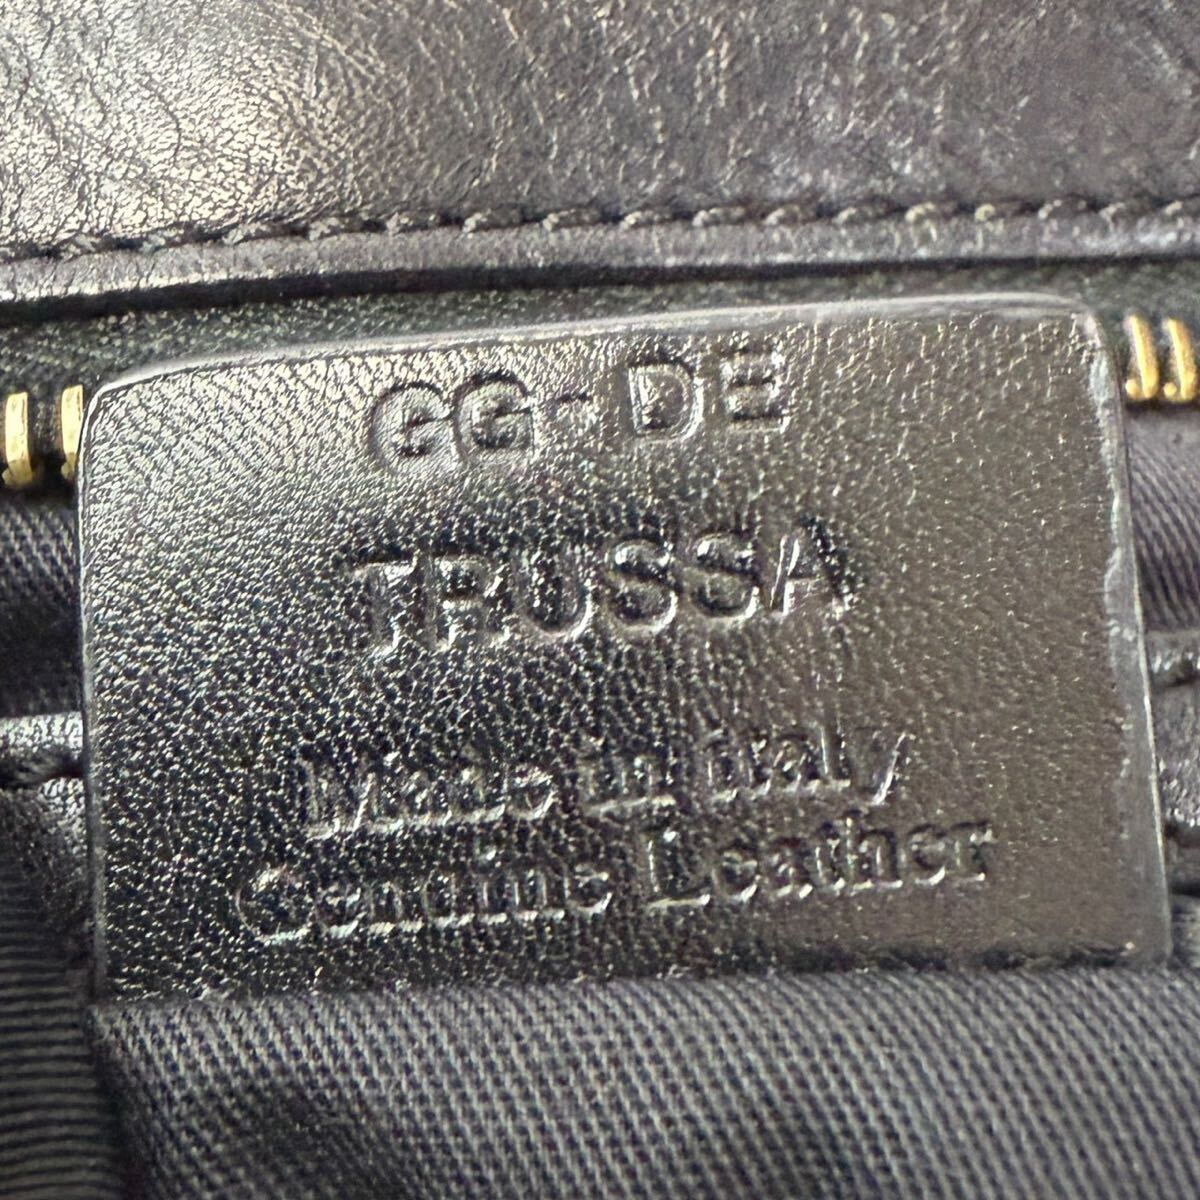 GG-DE
TRUSSA
Made in Italy
Genuine Leather